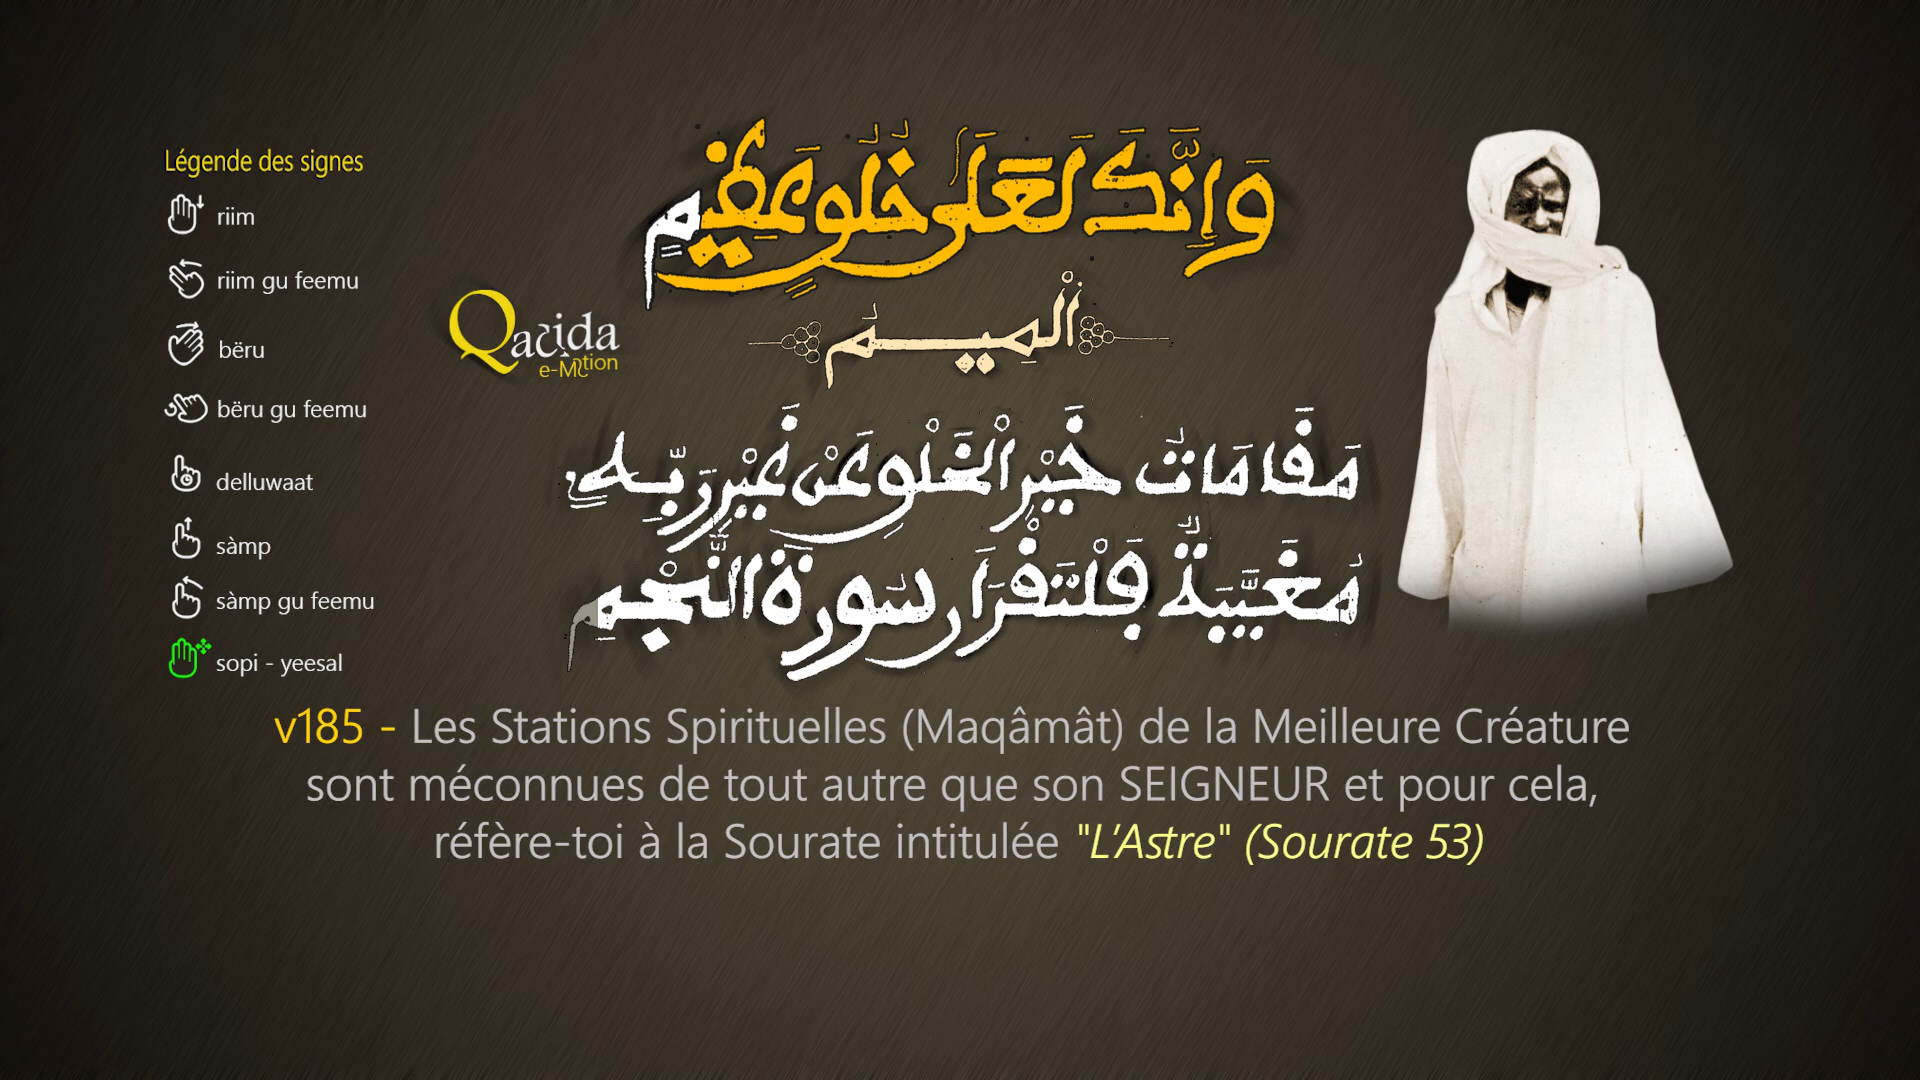 Légende des signes
riim
riim gu feemu
bëru
bëru gu feemu
delluwaat
sàmp
sàmp gu feemu
sopi - yeesal
وَإِنَّكَ لَعَلَىٰ خُلُقٍ عَظِيمٍ
Qacida
e-Motion
اَلْمِيمُ
مَقَامَاتُ خَيْرِ الْخَلْقِ عَنْ غَيْرِ رَبِّهِ
مُغَيَّبَةٌ فَلْتَقْرَأَنْ سُورَةَ النَّجْمِ
v185 - Les Stations Spirituelles (Maqâmât) de la Meilleure Créature
sont méconnues de tout autre que son SEIGNEUR et pour cela,
réfère-toi à la Sourate intitulée "L'Astre" (Sourate 53)